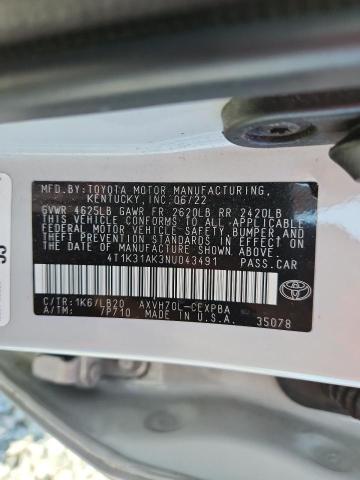 MFD.BY:TOYOTA MOTOR MANUFACTURING,
KENTUCKY,INC.06/22
GVWR 4625LB GAWR FR 2620LB RR 2420LB
THIS VEHICLE CONFORMS TO ALL APPLICABLE
FEDERAL MOTOR VEHICLE SAFETY, BUMPER, AND
THEFT PREVENTION STANDARDS IN EFFECT ON
THE DATE OF MANUFACTURE SHOWN ABOVE.
4T1K31AK3NU043491 PASS.CAR
C/TR:1K6/LB20 AXVH70L-CEXPBA
A/TM: 7P710 MADE IN U.S.A. 35078
TOYOTA